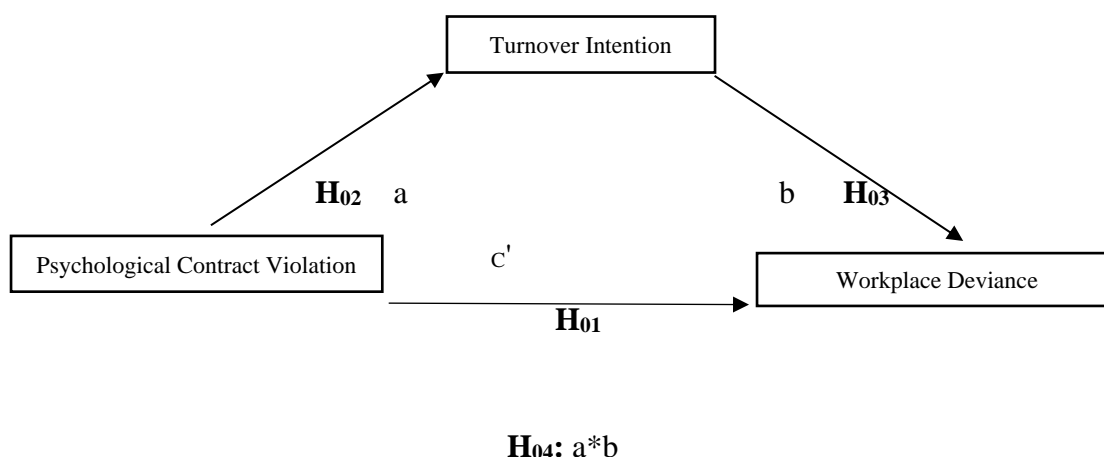 Turnover Intention
H02 a
b H03
Psychological Contract Violation
c'
Workplace Deviance
H01
H04: a*b